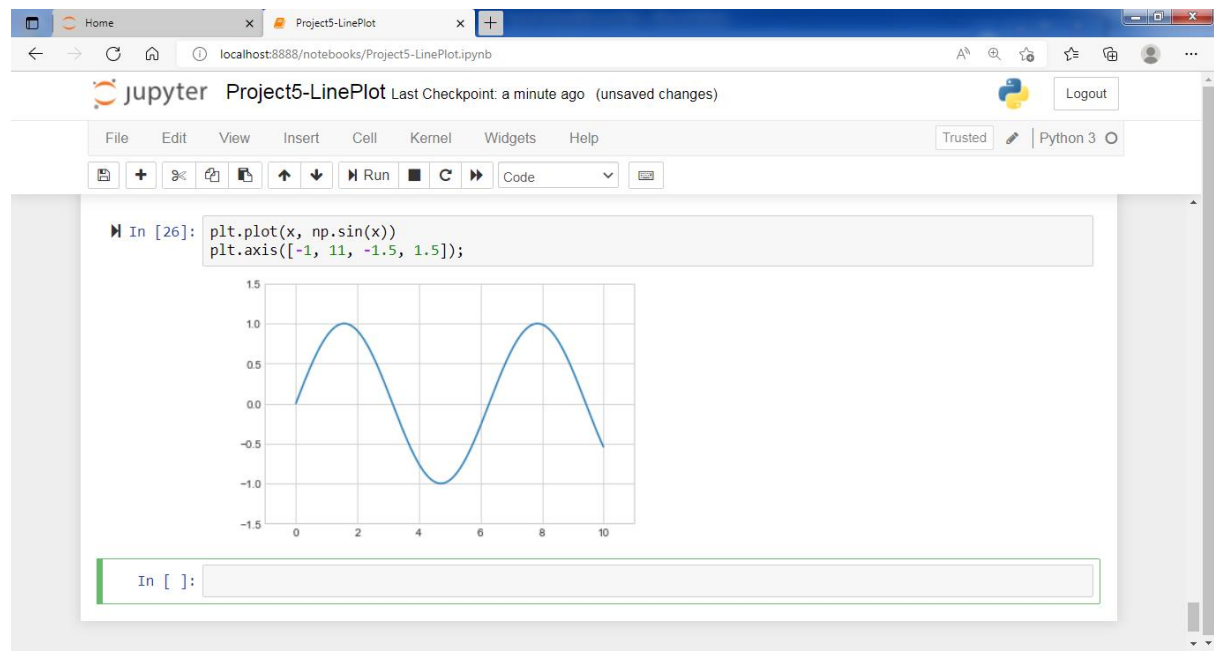 Home
Project5-LinePlot
localhost:8888/notebooks/Project5-LinePlot.ipynb
jupyter Project5-LinePlot Last Checkpoint: a minute ago (unsaved changes)
Logout
File Edit View Insert Cell Kernel Widgets Help
Trusted Python 3
Run Code
In [26]: plt.plot(x, np.sin(x))
plt.axis([-1, 11, -1.5, 1.5]);
1.5
1.0
0.5
0.0
−0.5
−1.0
−1.5
0 2 4 6 8 10
In [ ]: